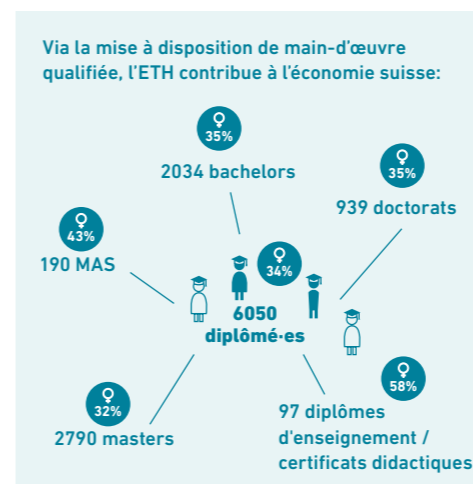 Via la mise à disposition de main-d'œuvre
qualifiée, l'ETH contribue à l'économie suisse:
35%
2034 bachelors
35%
939 doctorats
43%
190 MAS
34%
6050
diplômé·es
32%
2790 masters
58%
97 diplômes
d'enseignement /
certificats didactiques